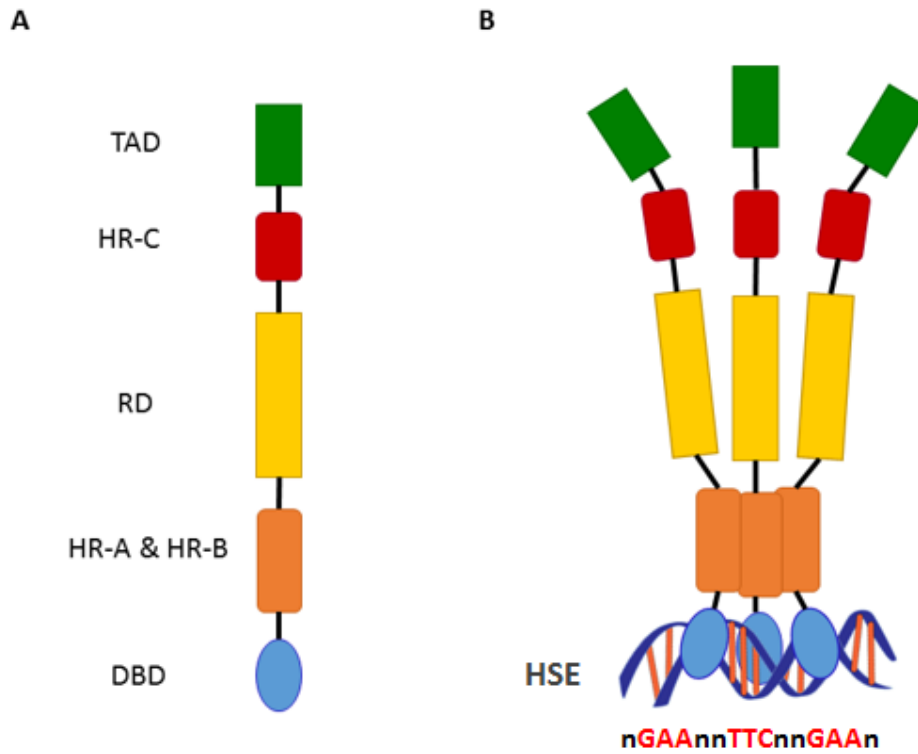 A
TAD
HR-C
RD
HR-A & HR-B
DBD
B
HSE
nGAAnnTTCnnGAAn